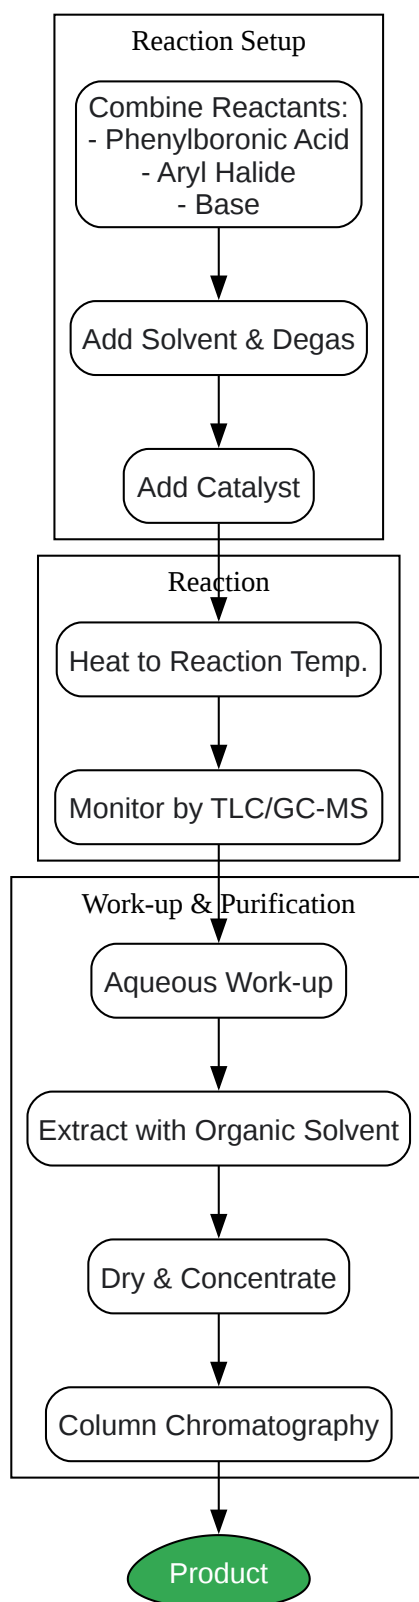 Reaction Setup
Combine Reactants:
- Phenylboronic Acid
- Aryl Halide
- Base
Add Solvent & Degas
Add Catalyst
Reaction
Heat to Reaction Temp.
Monitor by TLC/GC-MS
Work-up & Purification
Aqueous Work-up
Extract with Organic Solvent
Dry & Concentrate
Column Chromatography
Product